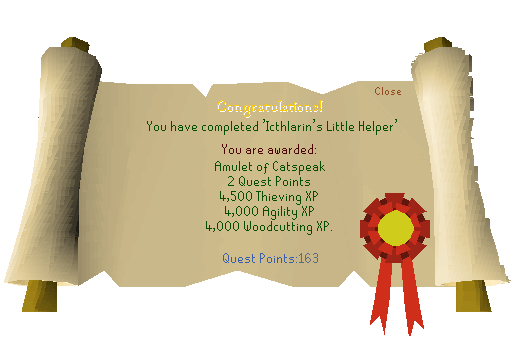 Close
Congratulations!
You have completed 'Icthlarin's Little Helper'
You are awarded:
Amulet of Catspeak
2 Quest Points
4,500 Thieving XP
4,000 Agility XP
4,000 Woodcutting XP.
Quest Points:163